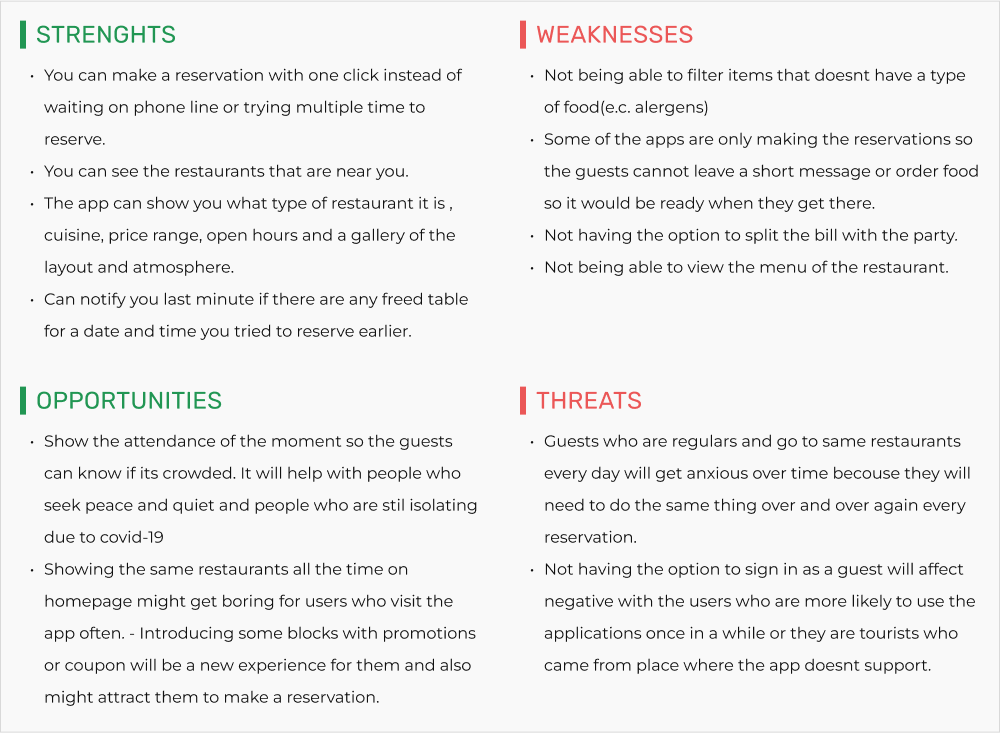 STRENGHTS
• You can make a reservation with one click instead of
waiting on phone line or trying multiple time to
reserve.
• You can see the restaurants that are near you.
• The app can show you what type of restaurant it is ,
cuisine, price range, open hours and a gallery of the
layout and atmosphere.
• Can notify you last minute if there are any freed table
for a date and time you tried to reserve earlier.
WEAKNESSES
• Not being able to filter items that doesnt have a type
of food(e.c. alergens)
• Some of the apps are only making the reservations so
the guests cannot leave a short message or order food
so it would be ready when they get there.
• Not having the option to split the bill with the party.
• Not being able to view the menu of the restaurant.
OPPORTUNITIES
• Show the attendance of the moment so the guests
can know if its crowded. It will help with people who
seek peace and quiet and people who are stil isolating
due to covid-19
• Showing the same restaurants all the time on
homepage might get boring for users who visit the
app often. - Introducing some blocks with promotions
or coupon will be a new experience for them and also
might attract them to make a reservation.
THREATS
• Guests who are regulars and go to same restaurants
every day will get anxious over time becouse they will
need to do the same thing over and over again every
reservation.
• Not having the option to sign in as a guest will affect
negative with the users who are more likely to use the
applications once in a while or they are tourists who
came from place where the app doesnt support.